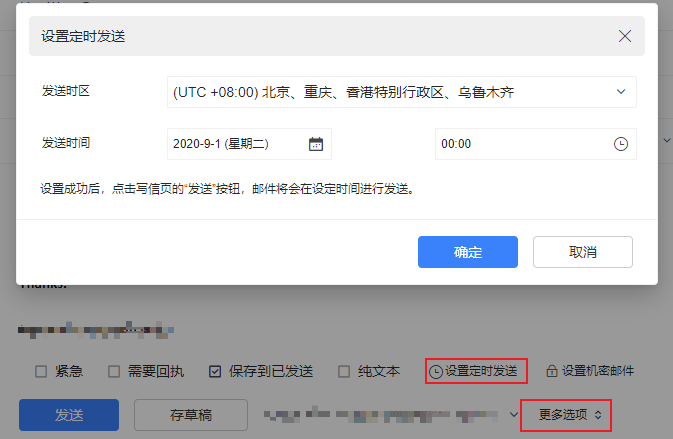 设置定时发送
发送时区
(UTC +08:00) 北京、重庆、香港特别行政区、乌鲁木齐
发送时间
2020-9-1 (星期二)
00:00
设置成功后，点击写信页的“发送”按钮，邮件将会在设定时间进行发送。
确定
取消
Thanks!
紧急
需要回执
保存到已发送
纯文本
设置定时发送
设置机密邮件
发送
存草稿
更多选项